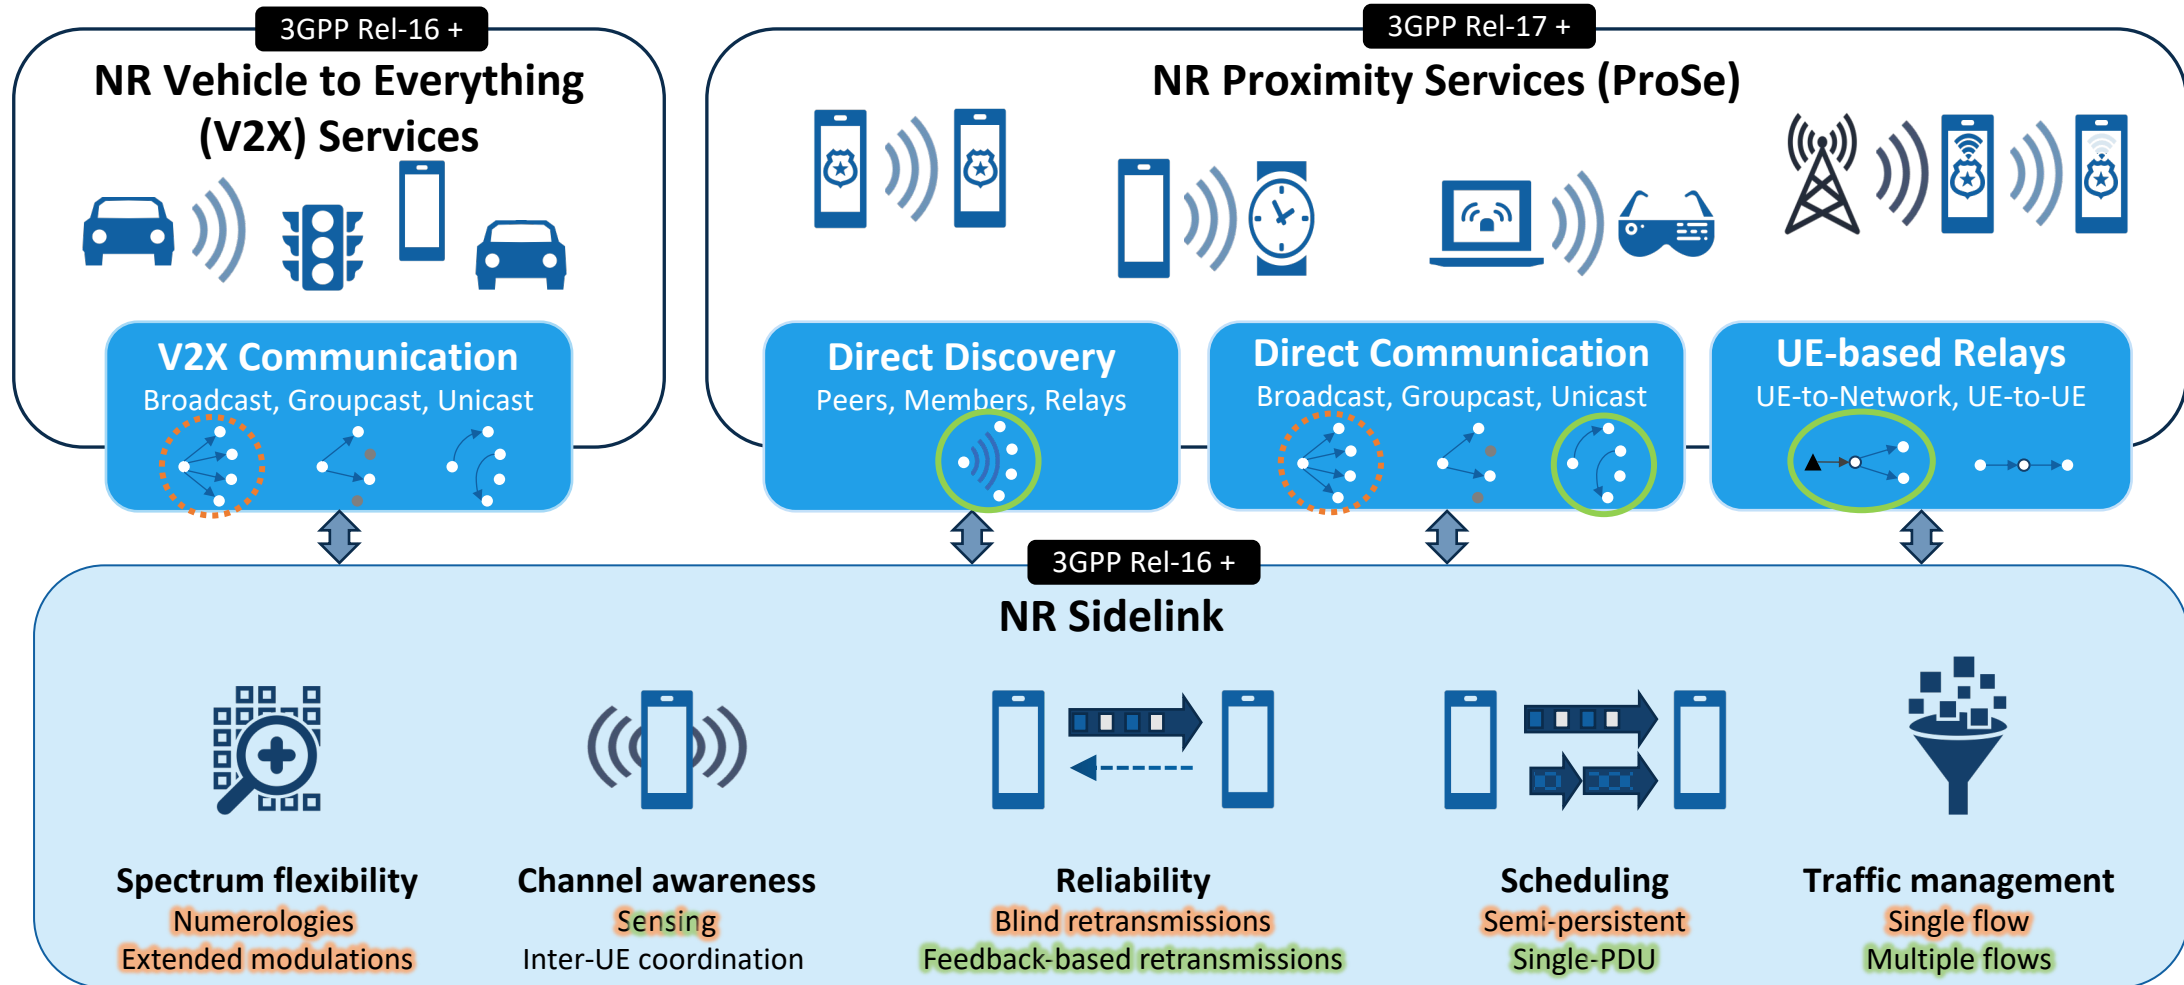 3GPP Rel-16 +
NR Vehicle to Everything
(V2X) Services
V2X Communication
Broadcast, Groupcast, Unicast
3GPP Rel-17 +
NR Proximity Services (ProSe)
Direct Discovery
Peers, Members, Relays
Direct Communication
Broadcast, Groupcast, Unicast
UE-based Relays
UE-to-Network, UE-to-UE
3GPP Rel-16 +
NR Sidelink
Spectrum flexibility
Numerologies
Extended modulations
Channel awareness
Sensing
Inter-UE coordination
Reliability
Blind retransmissions
Feedback-based retransmissions
Scheduling
Semi-persistent
Single-PDU
Traffic management
Single flow
Multiple flows